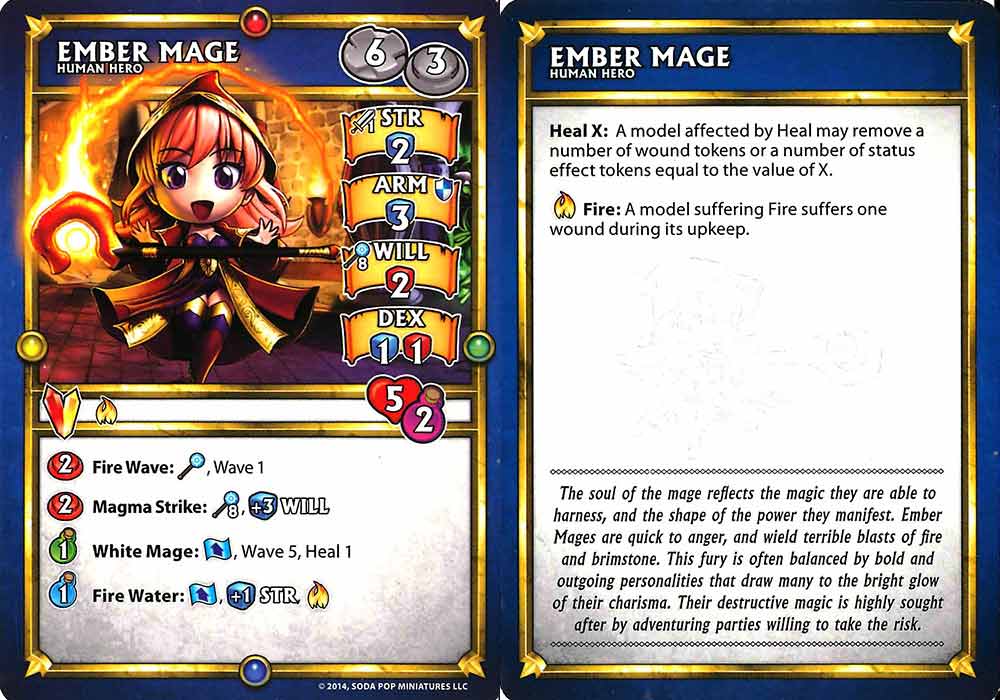 EMBER MAGE
HUMAN HERO
6
3
STR
2
ARM
3
8 WILL
2
DEX
1 1
5
2
2 Fire Wave: , Wave 1
2 Magma Strike: 8, +3 WILL
1 White Mage: , Wave 5, Heal 1
1 Fire Water: , +1 STR
© 2014, SODA POP MINIATURES LLC
EMBER MAGE
HUMAN HERO
Heal X: A model affected by Heal may remove a
number of wound tokens or a number of status
effect tokens equal to the value of X.
Fire: A model suffering Fire suffers one
wound during its upkeep.
The soul of the mage reflects the magic they are able to
harness, and the shape of the power they manifest. Ember
Mages are quick to anger, and wield terrible blasts of fire
and brimstone. This fury is often balanced by bold and
outgoing personalities that draw many to the bright glow
of their charisma. Their destructive magic is highly sought
after by adventuring parties willing to take the risk.